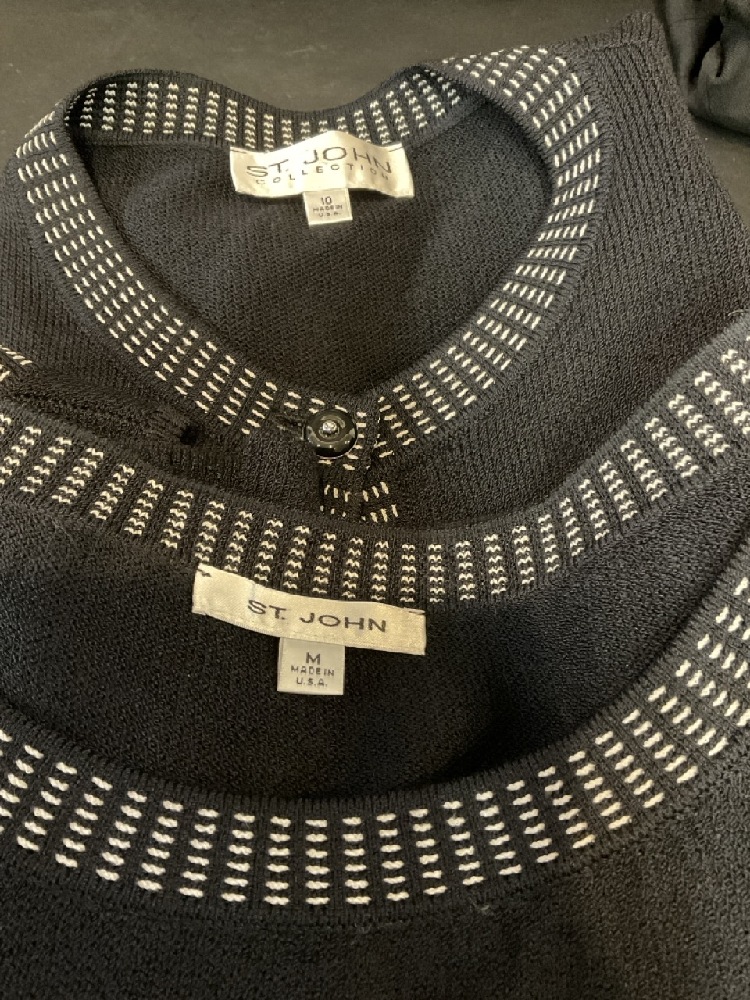 ST. JOHN
COLLECTION
10
MADE IN
U.S.A.
ST. JOHN
M
MADE IN
U.S.A.